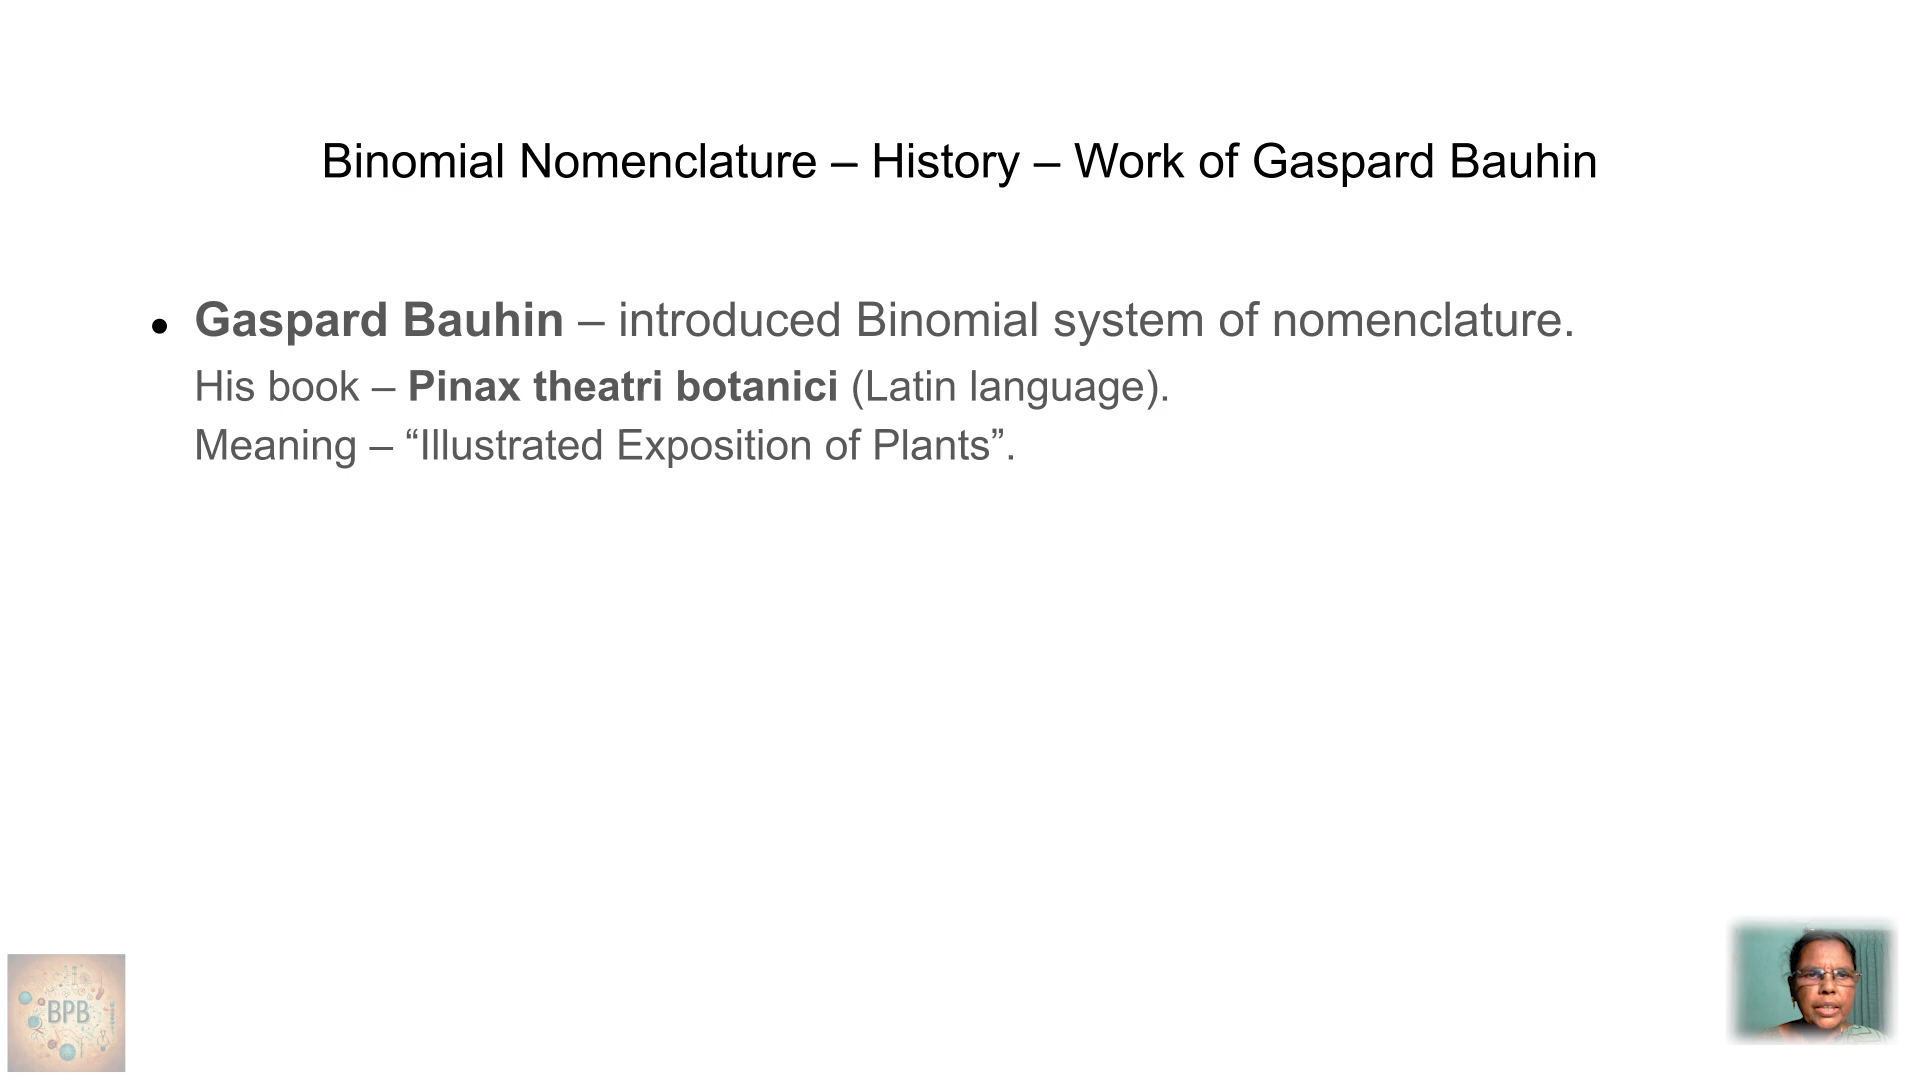 Binomial Nomenclature – History – Work of Gaspard Bauhin
● Gaspard Bauhin – introduced Binomial system of nomenclature.
His book – Pinax theatri botanici (Latin language).
Meaning – “Illustrated Exposition of Plants”.
BPB